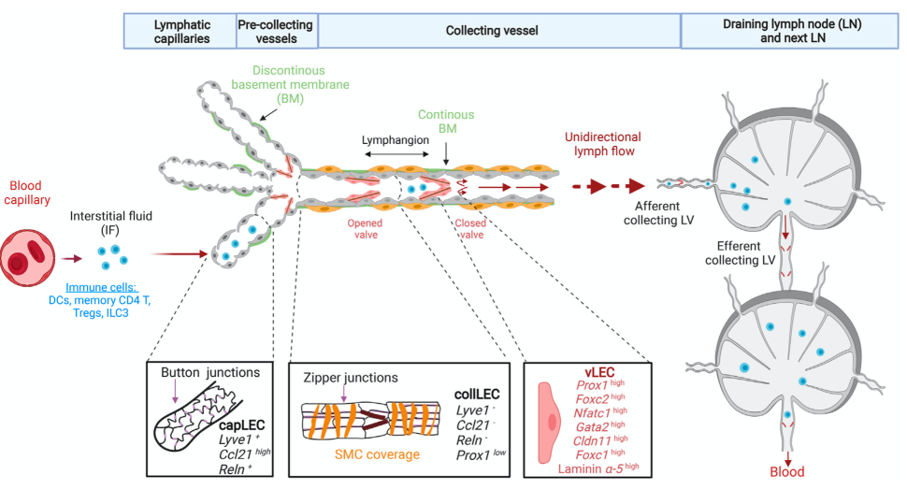 Lymphatic
capillaries
Pre-collecting
vessels
Collecting vessel
Draining lymph node (LN)
and next LN
Discontinous
basement membrane
(BM)
Continous
BM
Lymphangion
Unidirectional
lymph flow
Blood
capillary
Interstitial fluid
(IF)
Immune cells:
DCs, memory CD4 T,
Tregs, ILC3
Opened
valve
Closed
valve
Afferent
collecting LV
Efferent
collecting LV
Button junctions
capLEC
Lyve1 +
Ccl21 high
Reln +
Zipper junctions
SMC coverage
collLEC
Lyve1 -
Ccl21 -
Reln -
Prox1 low
vLEC
Prox1 high
Foxc2 high
Nfatc1 high
Gata2 high
Cldn11 high
Foxc1 high
Laminin α-5 high
Blood